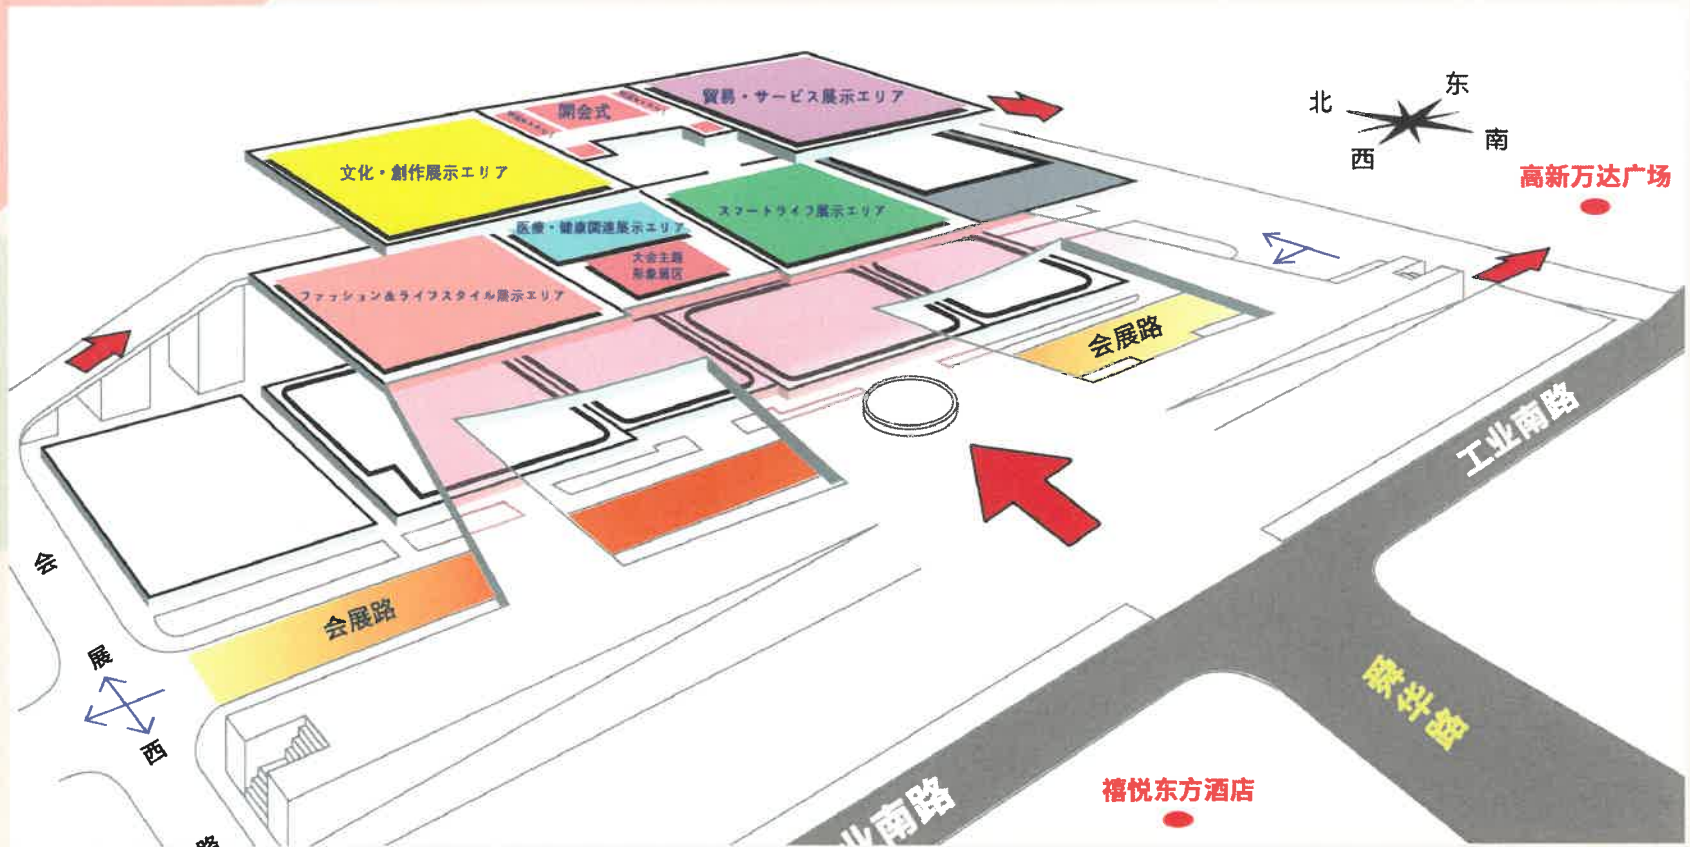 貿易・サービス展示エリア
開会式
文化・創作展示エリア
スマートライフ展示エリア
医療・健康関連展示エリア
大会主題
形象展区
ファッション&ライフスタイル展示エリア
东
北
南
西
高新万达广场
会展路
工业南路
会展路
会
展
西
路
舜华路
禧悦东方酒店
业南路